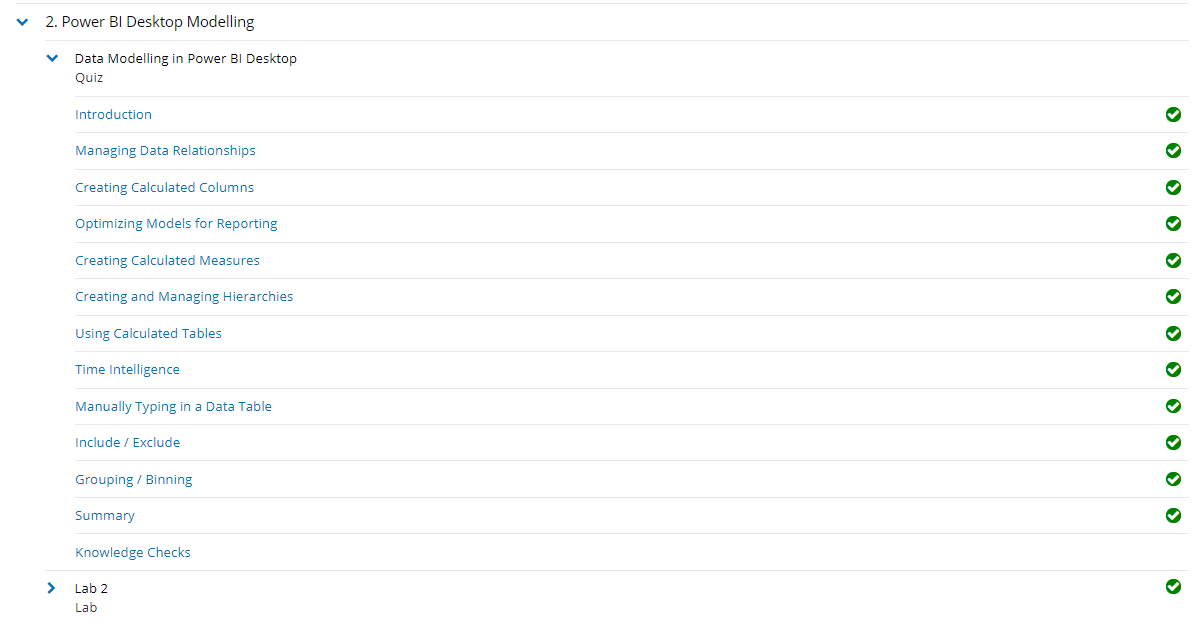 2. Power BI Desktop Modelling
Data Modelling in Power BI Desktop
Quiz
Introduction
Managing Data Relationships
Creating Calculated Columns
Optimizing Models for Reporting
Creating Calculated Measures
Creating and Managing Hierarchies
Using Calculated Tables
Time Intelligence
Manually Typing in a Data Table
Include / Exclude
Grouping / Binning
Summary
Knowledge Checks
Lab 2
Lab